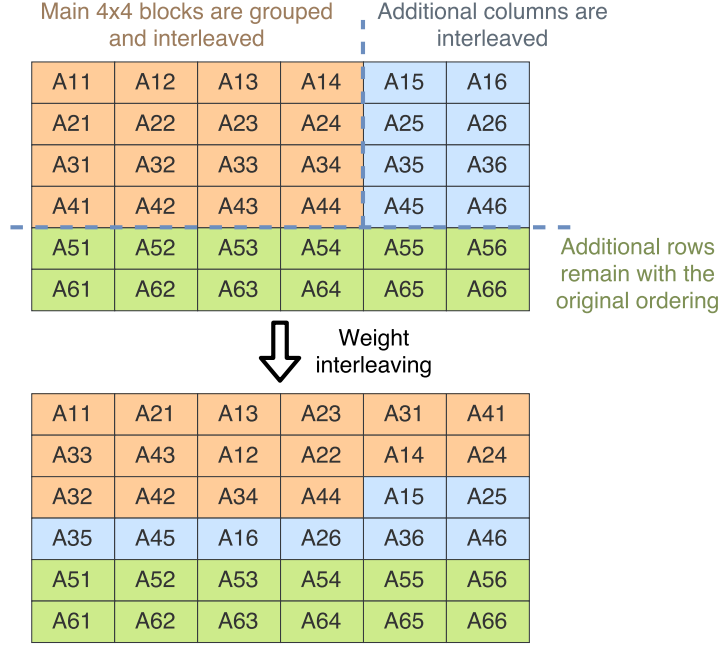 Main 4x4 blocks are grouped
and interleaved
Additional columns are
interleaved
A11 A12 A13 A14 A15 A16
A21 A22 A23 A24 A25 A26
A31 A32 A33 A34 A35 A36
A41 A42 A43 A44 A45 A46
A51 A52 A53 A54 A55 A56
A61 A62 A63 A64 A65 A66
Additional rows
remain with the
original ordering
Weight
interleaving
A11 A21 A13 A23 A31 A41
A33 A43 A12 A22 A14 A24
A32 A42 A34 A44 A15 A25
A35 A45 A16 A26 A36 A46
A51 A52 A53 A54 A55 A56
A61 A62 A63 A64 A65 A66